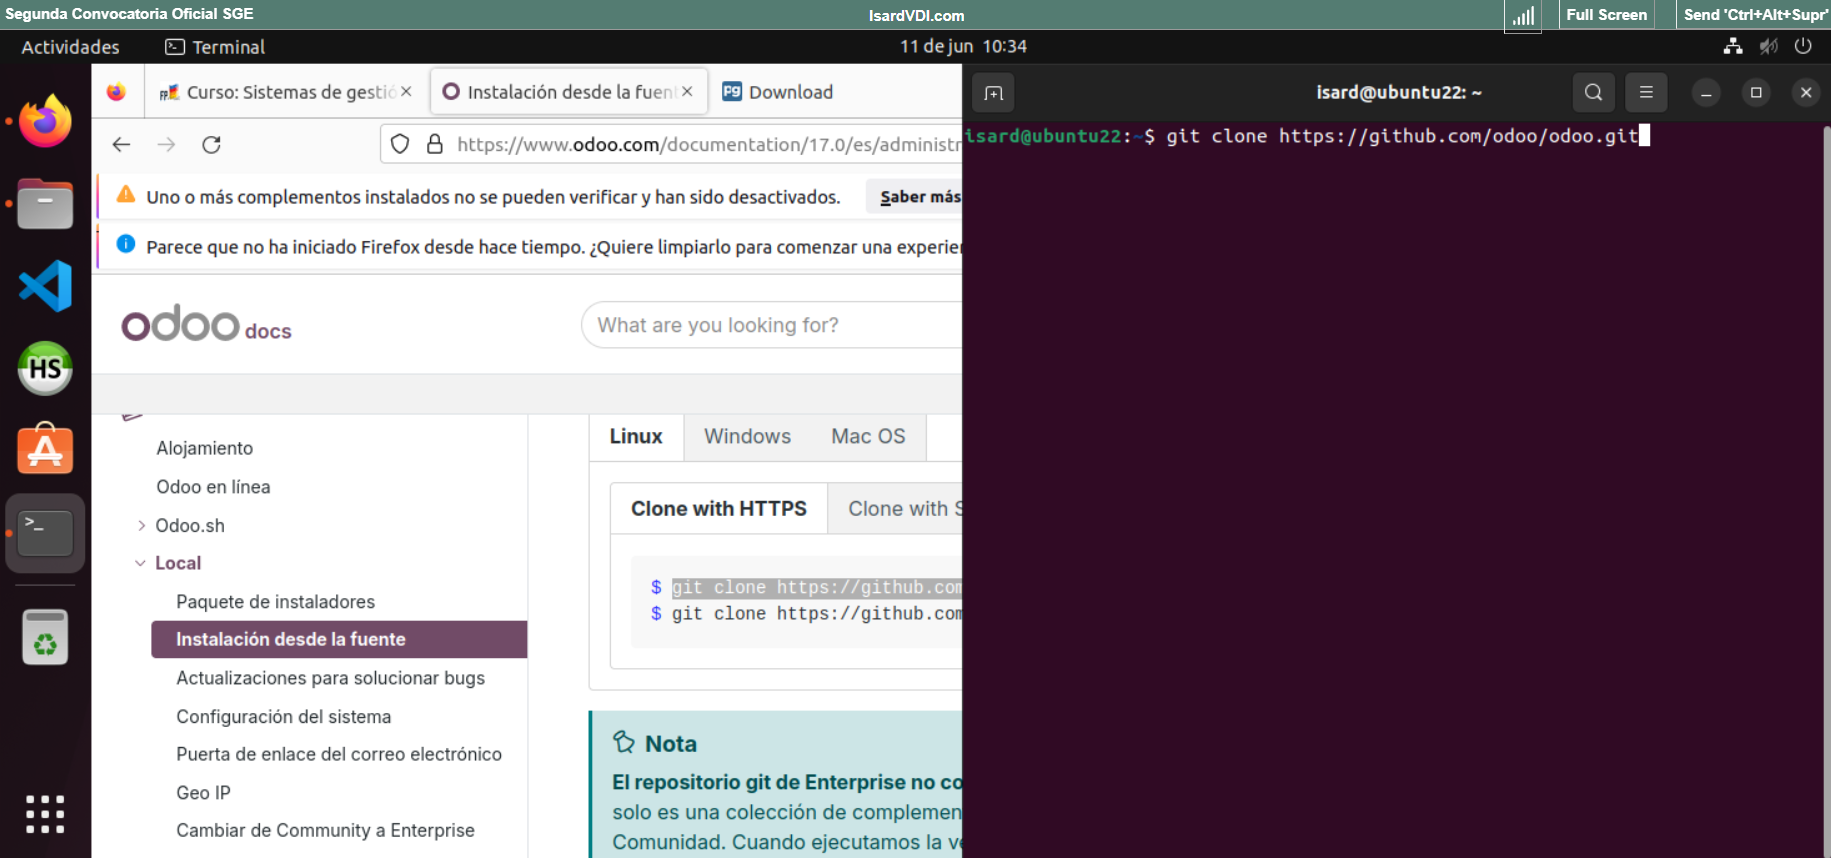 Segunda Convocatoria Oficial SGE
IsardVDI.com
Full Screen
Send 'Ctrl+Alt+Supr'
Actividades
Terminal
11 de jun 10:34
Curso: Sistemas de gestió
Instalación desde la fuen
Pg Download
isard@ubuntu22: ~
https://www.odoo.com/documentation/17.0/es/administr
isard@ubuntu22:~$ git clone https://github.com/odoo/odoo.git
Uno o más complementos instalados no se pueden verificar y han sido desactivados.
Saber más
Parece que no ha iniciado Firefox desde hace tiempo. ¿Quiere limpiarlo para comenzar una experie
odoo docs
What are you looking for?
HS
Alojamiento
Odoo en línea
Odoo.sh
Local
Paquete de instaladores
Instalación desde la fuente
Actualizaciones para solucionar bugs
Configuración del sistema
Puerta de enlace del correo electrónico
Geo IP
Cambiar de Community a Enterprise
Linux
Windows
Mac OS
Clone with HTTPS
Clone with S
$ git clone https://github.com
$ git clone https://github.com
Nota
El repositorio git de Enterprise no co
solo es una colección de complemen
Comunidad. Cuando ejecutamos la ve